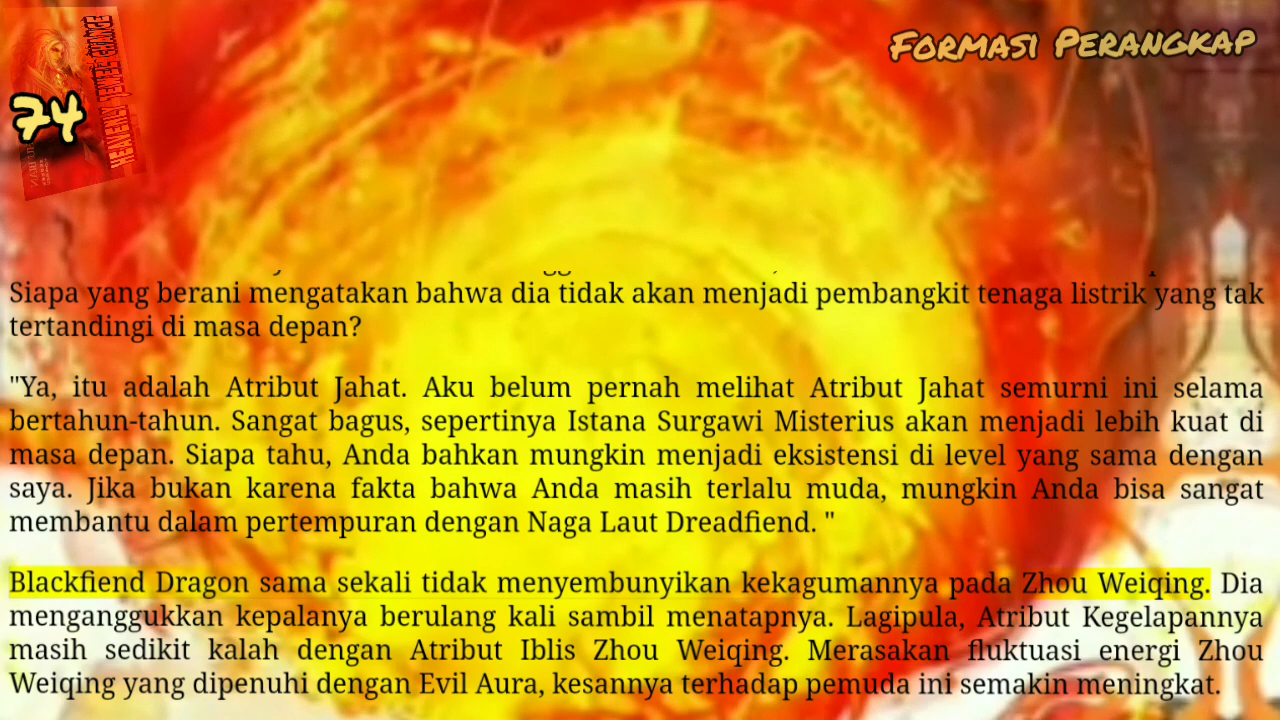 74
HEAVENLY JEWEL CHANGE
Formasi Perangkap
Siapa yang berani mengatakan bahwa dia tidak akan menjadi pembangkit tenaga listrik yang tak
tertandingi di masa depan?
"Ya, itu adalah Atribut Jahat. Aku belum pernah melihat Atribut Jahat semurni ini selama
bertahun-tahun. Sangat bagus, sepertinya Istana Surgawi Misterius akan menjadi lebih kuat di
masa depan. Siapa tahu, Anda bahkan mungkin menjadi eksistensi di level yang sama dengan
saya. Jika bukan karena fakta bahwa Anda masih terlalu muda, mungkin Anda bisa sangat
membantu dalam pertempuran dengan Naga Laut Dreadfiend. "
Blackfiend Dragon sama sekali tidak menyembunyikan kekagumannya pada Zhou Weiqing. Dia
menganggukkan kepalanya berulang kali sambil menatapnya. Lagipula, Atribut Kegelapannya
masih sedikit kalah dengan Atribut Iblis Zhou Weiqing. Merasakan fluktuasi energi Zhou
Weiqing yang dipenuhi dengan Evil Aura, kesannya terhadap pemuda ini semakin meningkat.